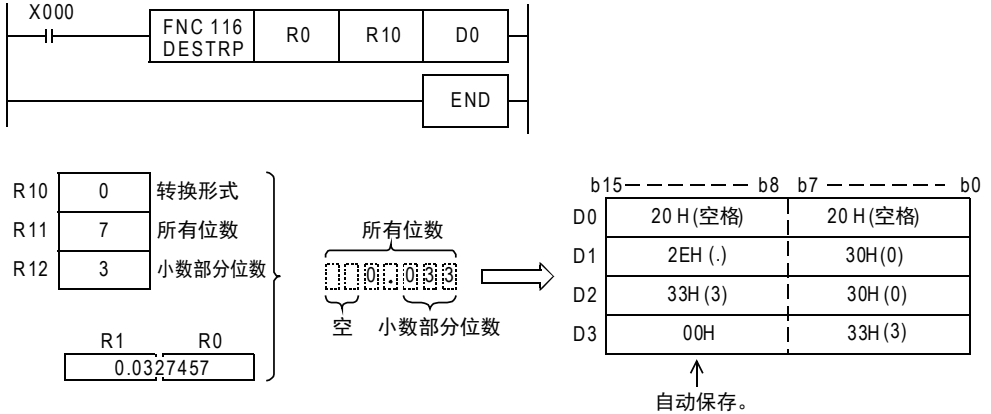 X000
FNC 116
DESTRP
R0
R10
D0
END
R10 0 转换形式
R11 7 所有位数
R12 3 小数部分位数
R1 R0
0.0327457
所有位数
0.033
空 小数部分位数
b15 b8 b7 b0
D0 20H(空格) 20H(空格)
D1 2EH(.) 30H(0)
D2 33H(3) 30H(0)
D3 00H 33H(3)
自动保存。